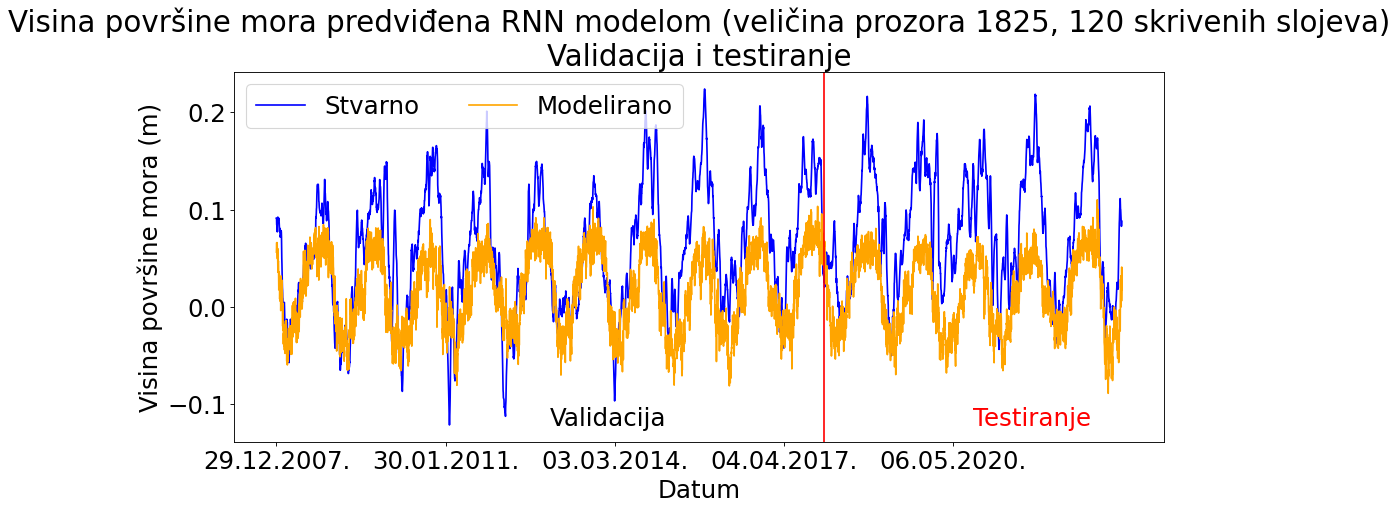 Visina površine mora predviđena RNN modelom (veličina prozora 1825, 120 skrivenih slojeva)
Validacija i testiranje
Stvarno
Modelirano
Visina površine mora (m)
0.2
0.1
0.0
−0.1
Validacija
Testiranje
29.12.2007.
30.01.2011.
03.03.2014.
04.04.2017.
06.05.2020.
Datum